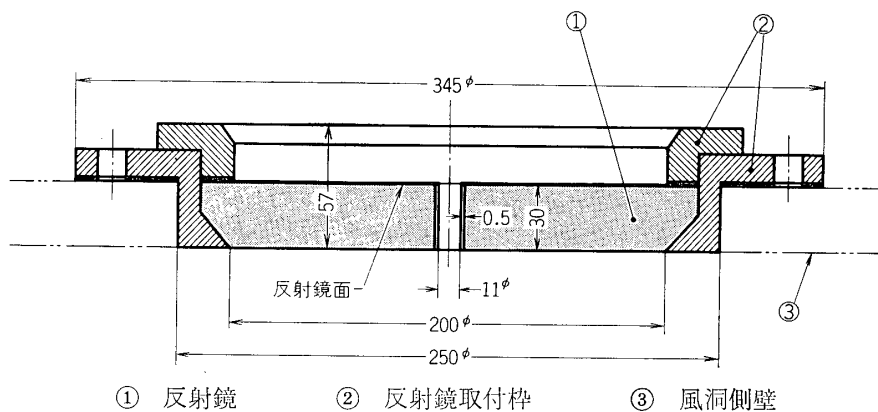 ①
②
345φ
57
0.5
30
反射鏡面
11φ
③
200φ
250φ
① 反射鏡 ② 反射鏡取付枠 ③ 風洞側壁